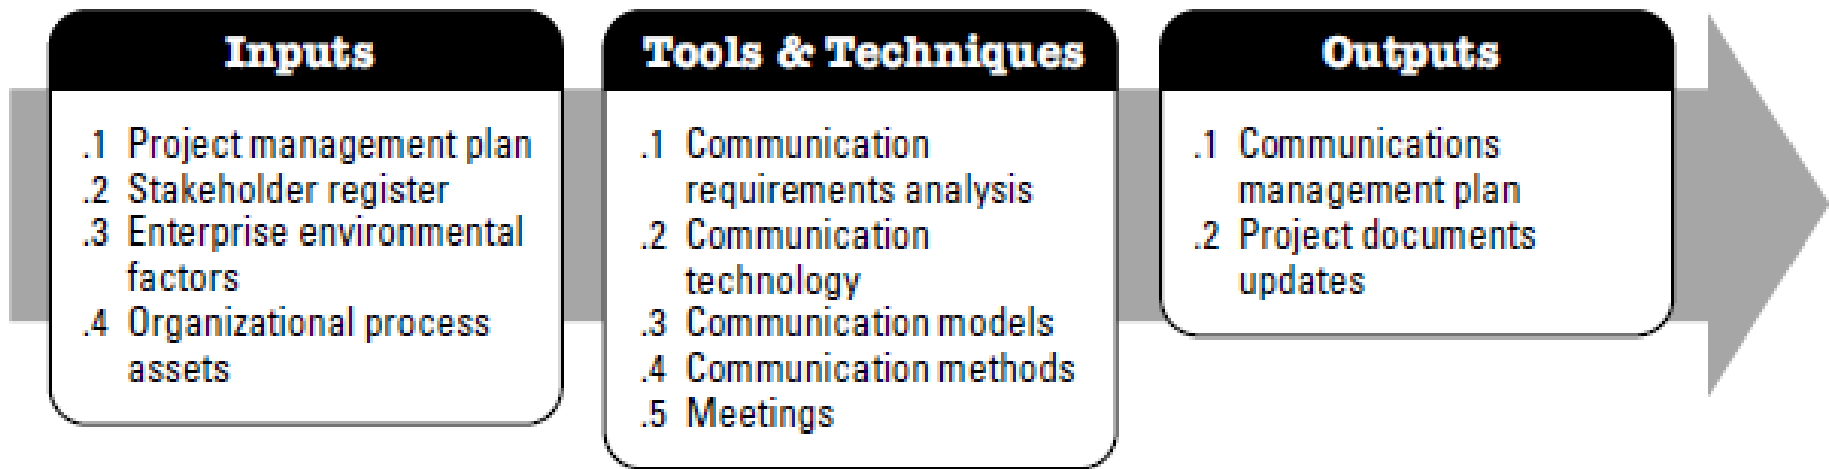 Inputs
.1 Project management plan
.2 Stakeholder register
.3 Enterprise environmental
factors
.4 Organizational process
assets
Tools & Techniques
.1 Communication
requirements analysis
.2 Communication
technology
.3 Communication models
.4 Communication methods
.5 Meetings
Outputs
.1 Communications
management plan
.2 Project documents
updates